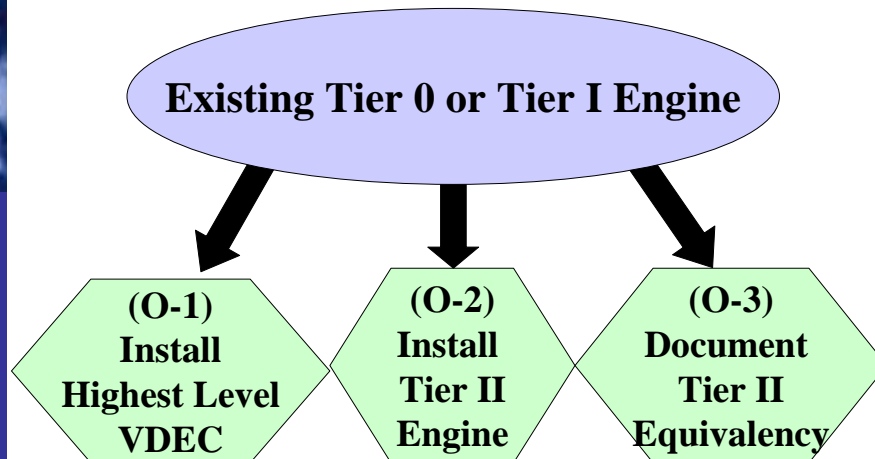 Existing Tier 0 or Tier I Engine
(O-1)
Install
Highest Level
VDEC
(O-2)
Install
Tier II
Engine
(O-3)
Document
Tier II
Equivalency